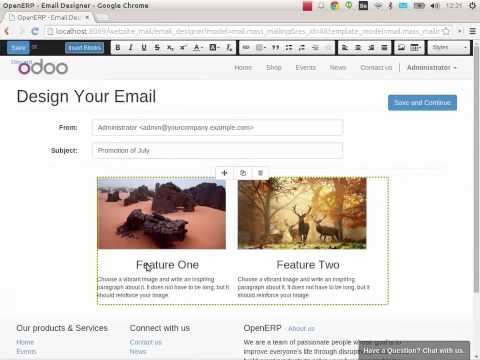 OpenERP - Email Designer - Google Chrome
12:21
OpenERP - Email Design
localhost:8069/website_mail/email_designer?model=mail.mass_mailing&res_id=
Save or Insert Blocks
Styles
Discard
odoo
Home Shop Events News Contact us Administrator
Design Your Email
Save and Continue
From: Administrator <admin@yourcompany.example.com>
Subject: Promotion of July
Feature One
Choose a vibrant image and write an inspiring
paragraph about it. It does not have to be long, but it
should reinforce your image.
Feature Two
Choose a vibrant image and write an inspiring
paragraph about it. It does not have to be long, but it
should reinforce your image.
Our products & Services
Home
Events
Connect with us
Contact us
News
OpenERP - About us
We are a team of passionate people whose goal is to
improve everyone's life through
Have a Question? Chat with us.